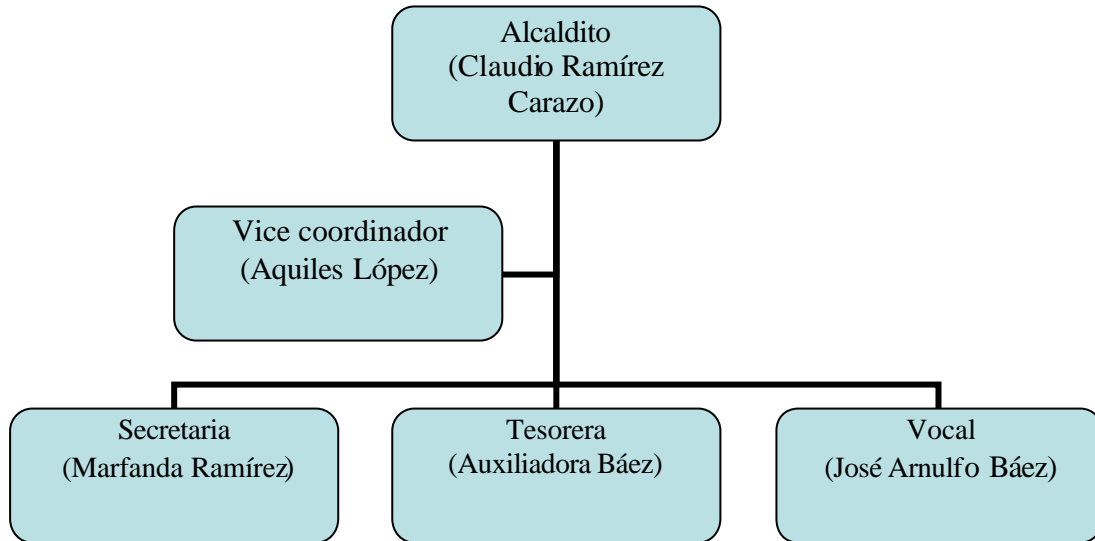 Alcaldito
(Claudio Ramírez
Carazo)
Vice coordinador
(Aquiles López)
Secretaria
(Marfanda Ramírez)
Tesorera
(Auxiliadora Báez)
Vocal
(José Arnulfo Báez)